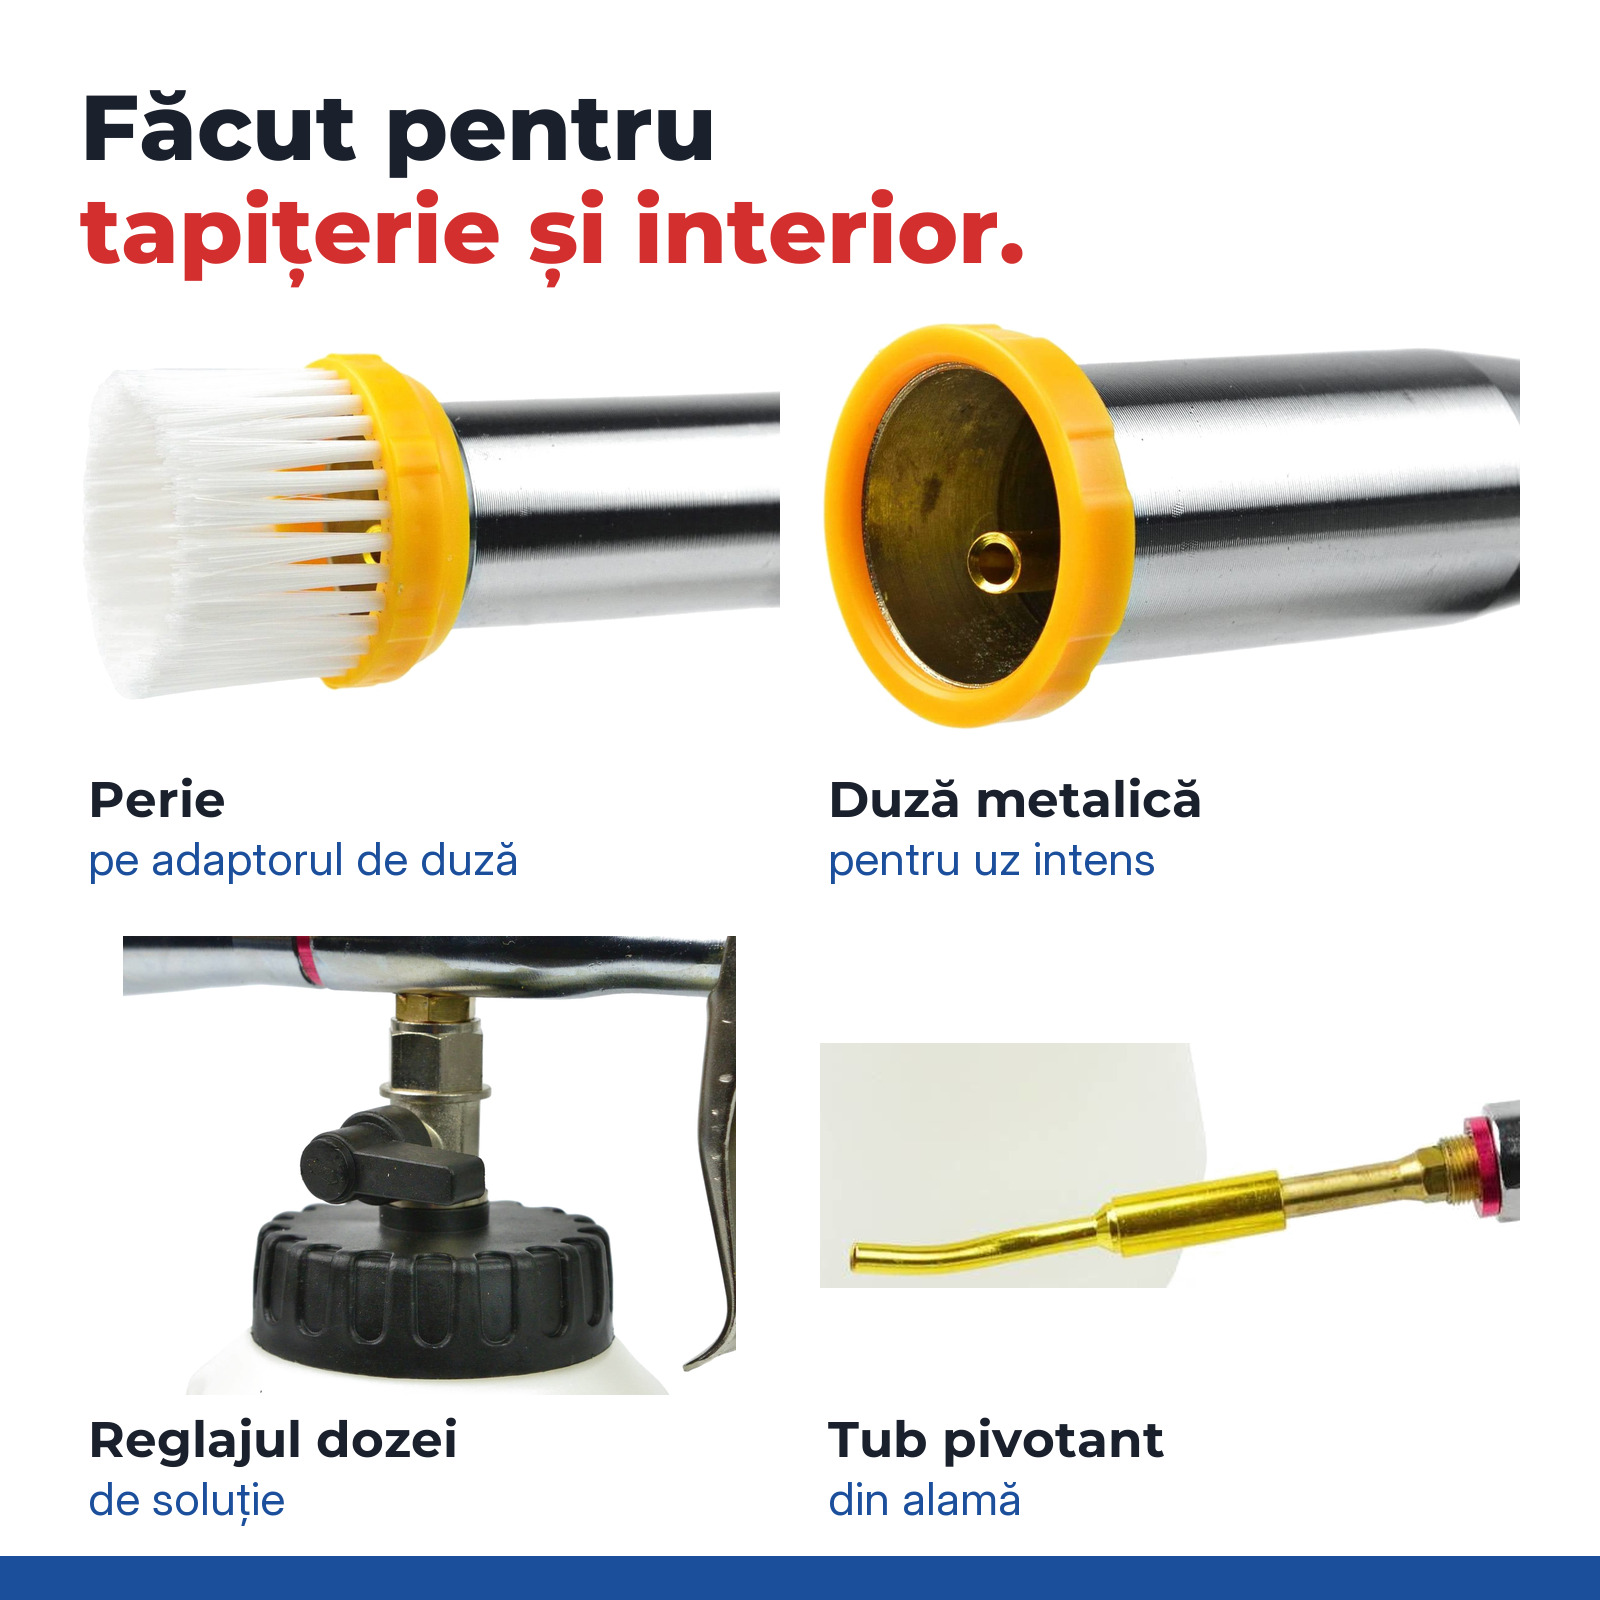 Făcut pentru
tapițerie și interior.
Perie
pe adaptorul de duză
Duză metalică
pentru uz intens
Reglajul dozei
de soluție
Tub pivotant
din alamă